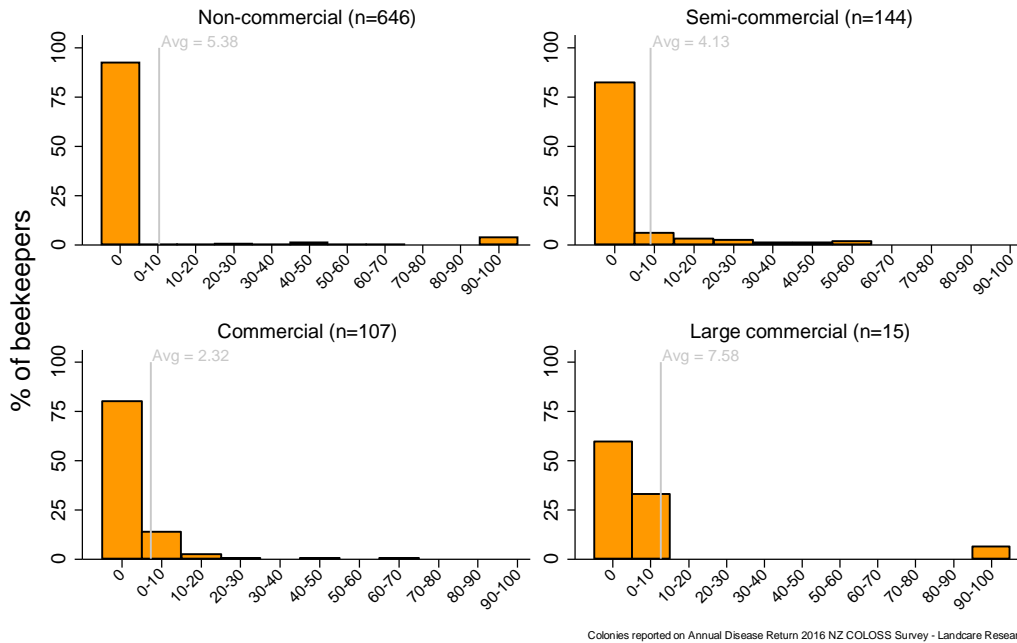 Non-commercial (n=646)
Avg = 5.38
100
75
50
25
0
0 0-10 10-20 20-30 30-40 40-50 50-60 60-70 70-80 80-90 90-100
Semi-commercial (n=144)
Avg = 4.13
100
75
50
25
0
0 0-10 10-20 20-30 30-40 40-50 50-60 60-70 70-80 80-90 90-100
% of beekeepers
Commercial (n=107)
Avg = 2.32
100
75
50
25
0
0 0-10 10-20 20-30 30-40 40-50 50-60 60-70 70-80 80-90 90-100
Large commercial (n=15)
Avg = 7.58
100
75
50
25
0
0 0-10 10-20 20-30 30-40 40-50 50-60 60-70 70-80 80-90 90-100
Colonies reported on Annual Disease Return 2016 NZ COLOSS Survey - Landcare Resear